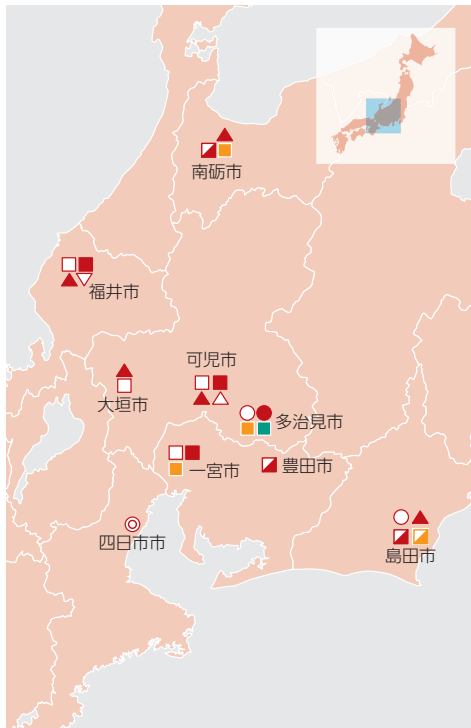 南砺市
福井市
可児市
大垣市
多治見市
一宮市
豊田市
四日市市
島田市